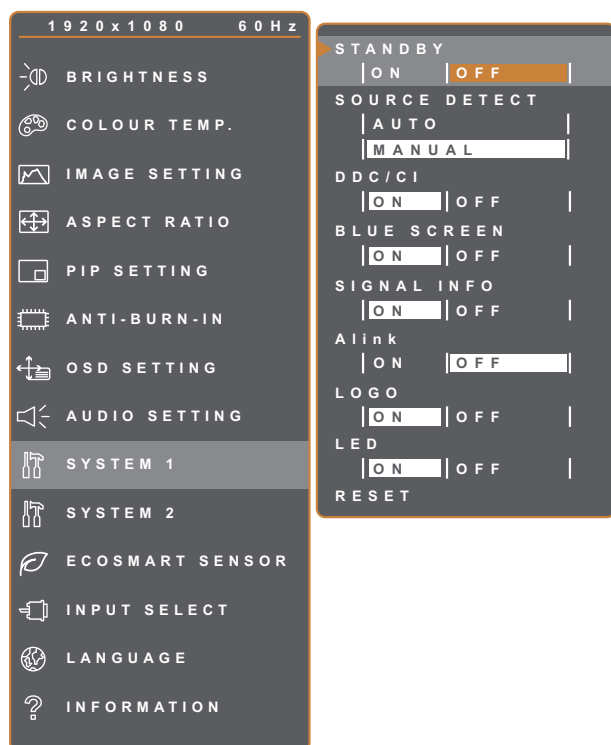 1920x1080 60Hz
BRIGHTNESS
COLOUR TEMP.
IMAGE SETTING
ASPECT RATIO
PIP SETTING
ANTI-BURN-IN
OSD SETTING
AUDIO SETTING
SYSTEM 1
SYSTEM 2
ECOSMART SENSOR
INPUT SELECT
LANGUAGE
INFORMATION
STANDBY
ON OFF
SOURCE DETECT
AUTO
MANUAL
DDC/CI
ON OFF
BLUE SCREEN
ON OFF
SIGNAL INFO
ON OFF
Alink
ON OFF
LOGO
ON OFF
LED
ON OFF
RESET